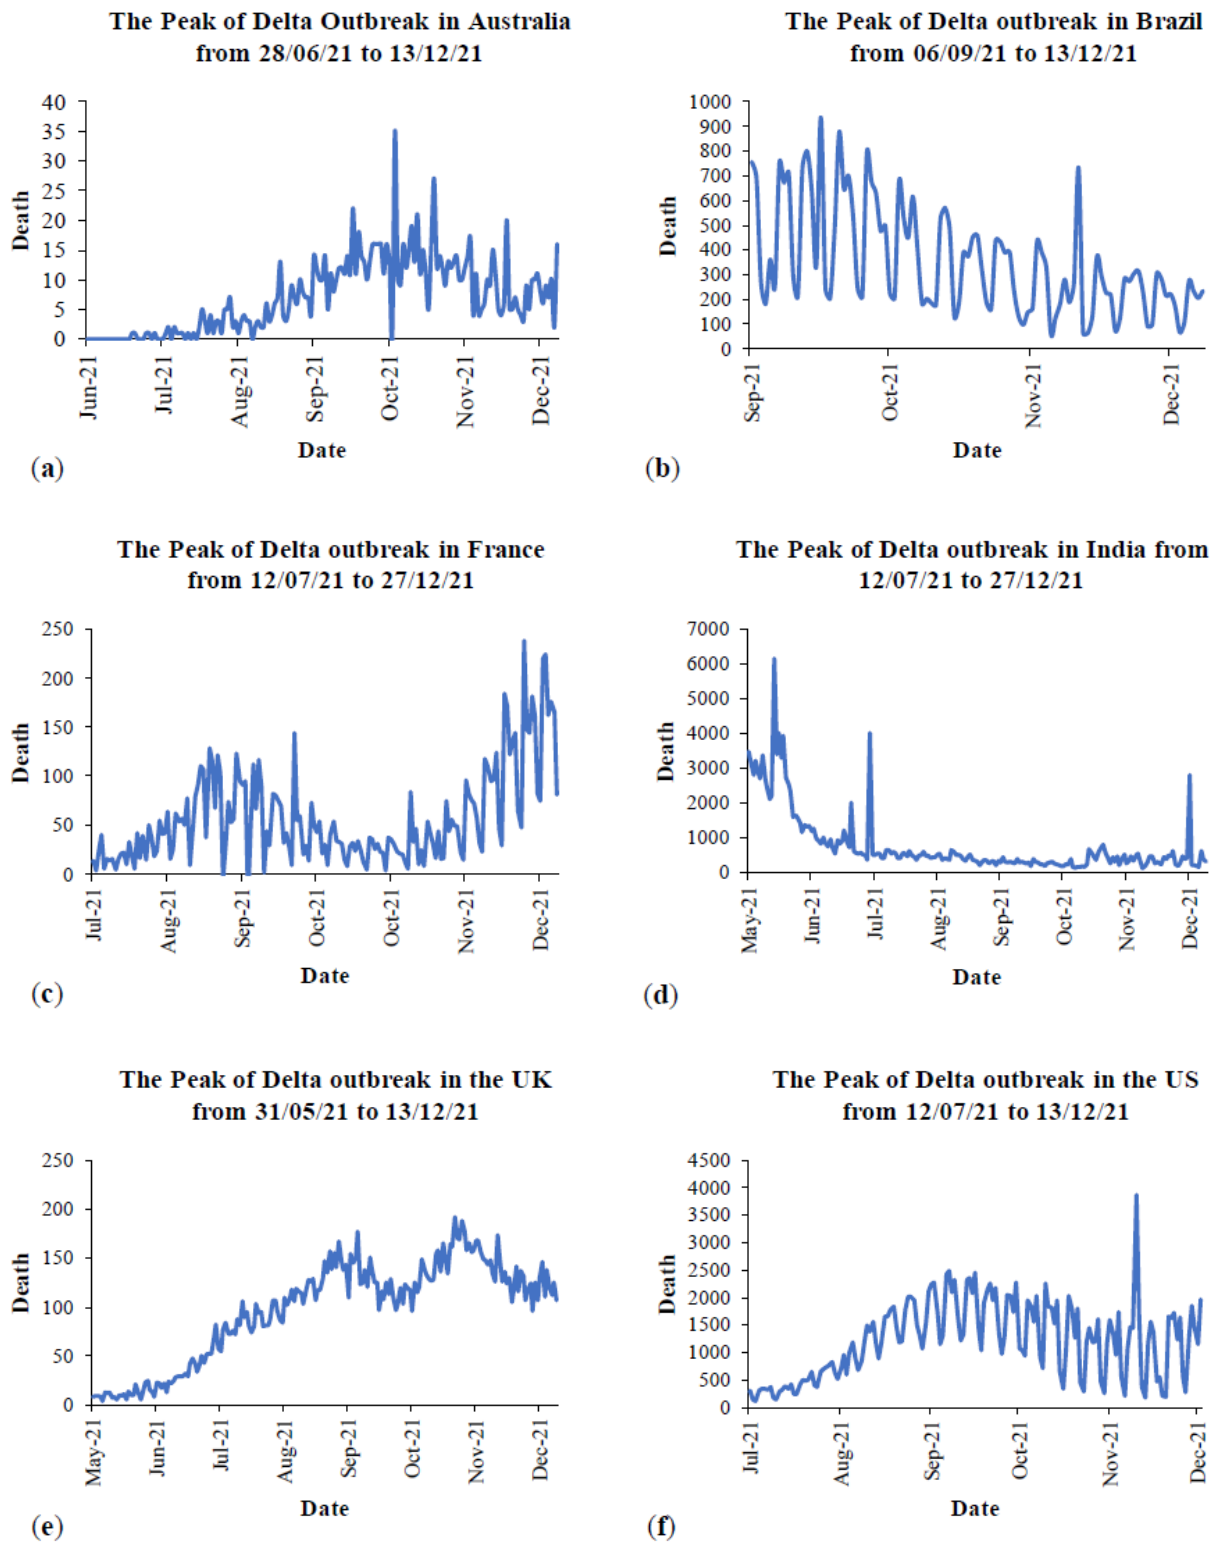 The Peak of Delta Outbreak in Australia
from 28/06/21 to 13/12/21
40
35
30
25
20
15
10
5
0
Death
Jun-21
Jul-21
Aug-21
Sep-21
Oct-21
Nov-21
Dec-21
Date
(a)
The Peak of Delta outbreak in Brazil
from 06/09/21 to 13/12/21
1000
900
800
700
600
500
400
300
200
100
0
Death
Sep-21
Oct-21
Nov-21
Dec-21
Date
(b)
The Peak of Delta outbreak in France
from 12/07/21 to 27/12/21
250
200
150
100
50
0
Death
Jul-21
Aug-21
Sep-21
Oct-21
Oct-21
Nov-21
Dec-21
Date
(c)
The Peak of Delta outbreak in India from
12/07/21 to 27/12/21
7000
6000
5000
4000
3000
2000
1000
0
Death
May-21
Jun-21
Jul-21
Aug-21
Sep-21
Oct-21
Nov-21
Dec-21
Date
(d)
The Peak of Delta outbreak in the UK
from 31/05/21 to 13/12/21
250
200
150
100
50
0
Death
May-21
Jun-21
Jul-21
Aug-21
Sep-21
Oct-21
Nov-21
Dec-21
Date
(e)
The Peak of Delta outbreak in the US
from 12/07/21 to 13/12/21
4500
4000
3500
3000
2500
2000
1500
1000
500
0
Death
Jul-21
Aug-21
Sep-21
Oct-21
Nov-21
Dec-21
Date
(f)